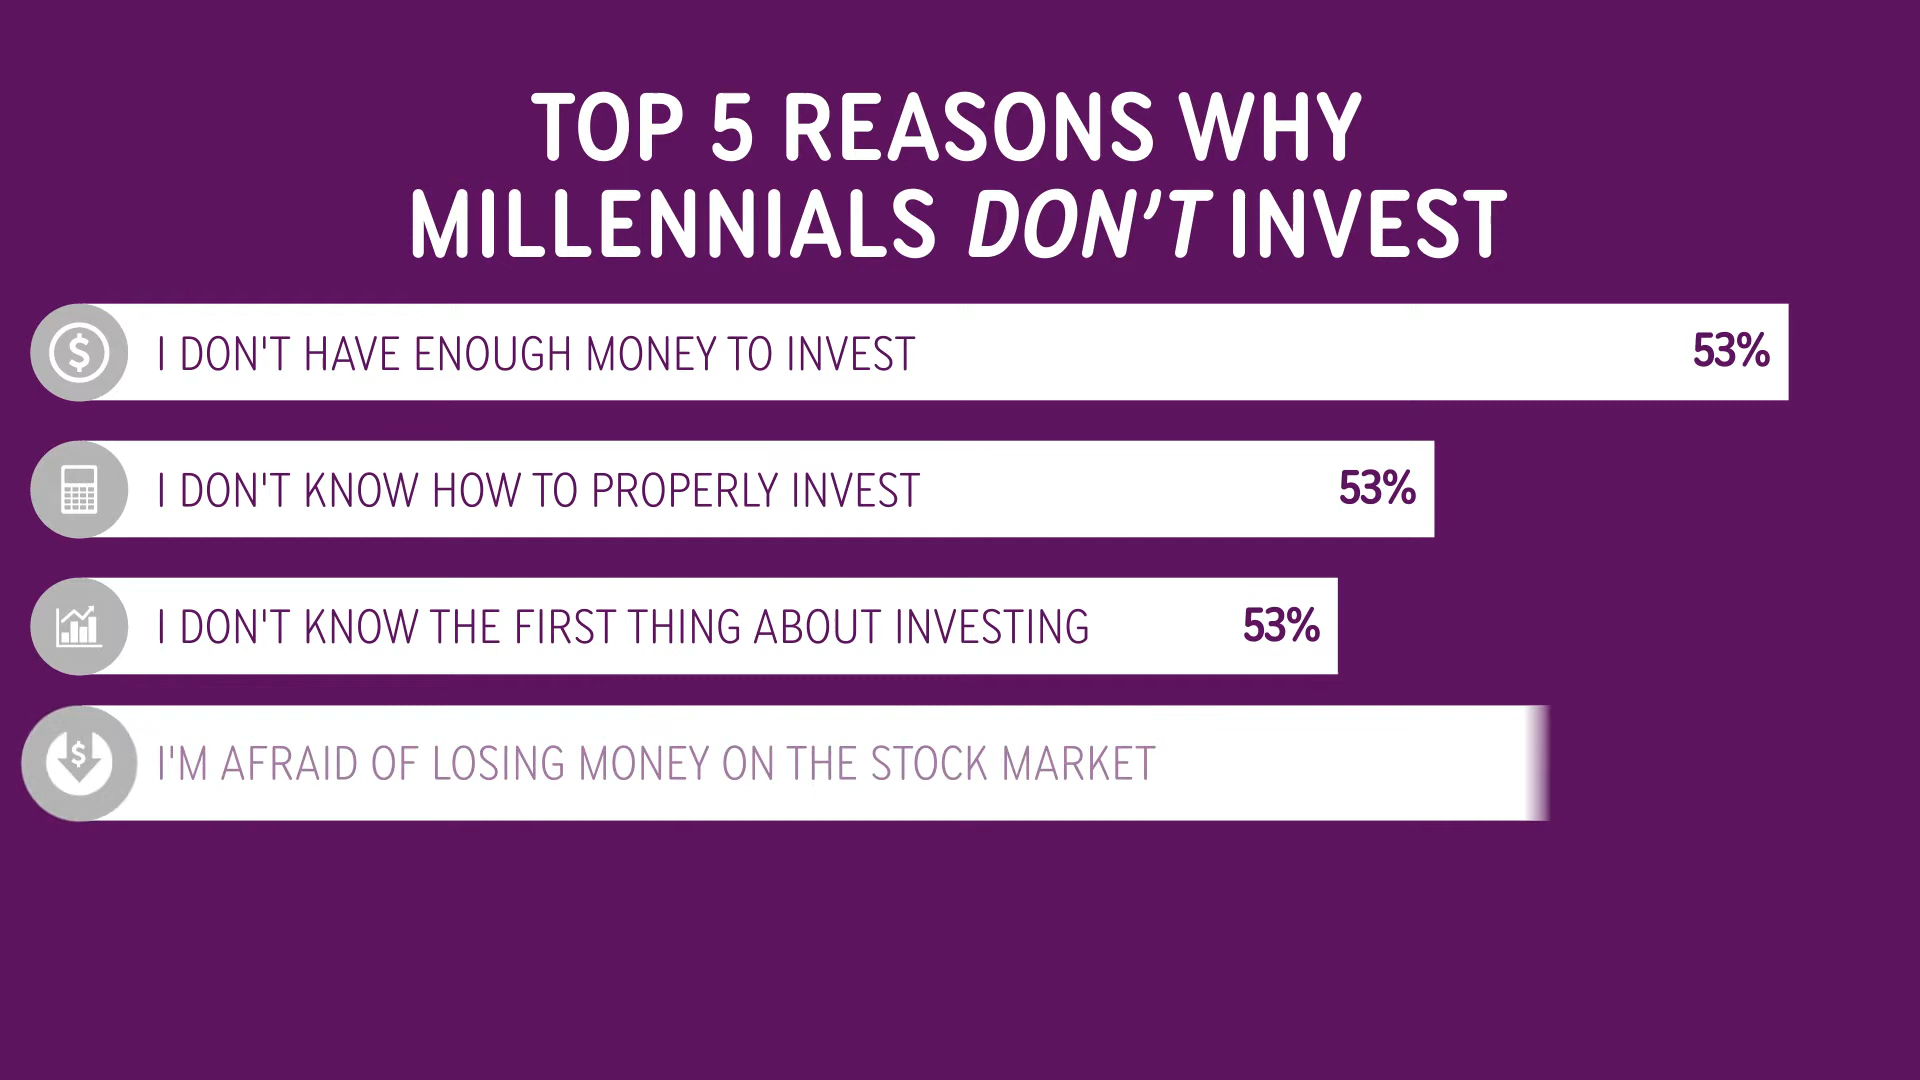 TOP 5 REASONS WHY
MILLENNIALS DON'T INVEST
I DON'T HAVE ENOUGH MONEY TO INVEST 53%
I DON'T KNOW HOW TO PROPERLY INVEST 53%
I DON'T KNOW THE FIRST THING ABOUT INVESTING 53%
I'M AFRAID OF LOSING MONEY ON THE STOCK MARKET